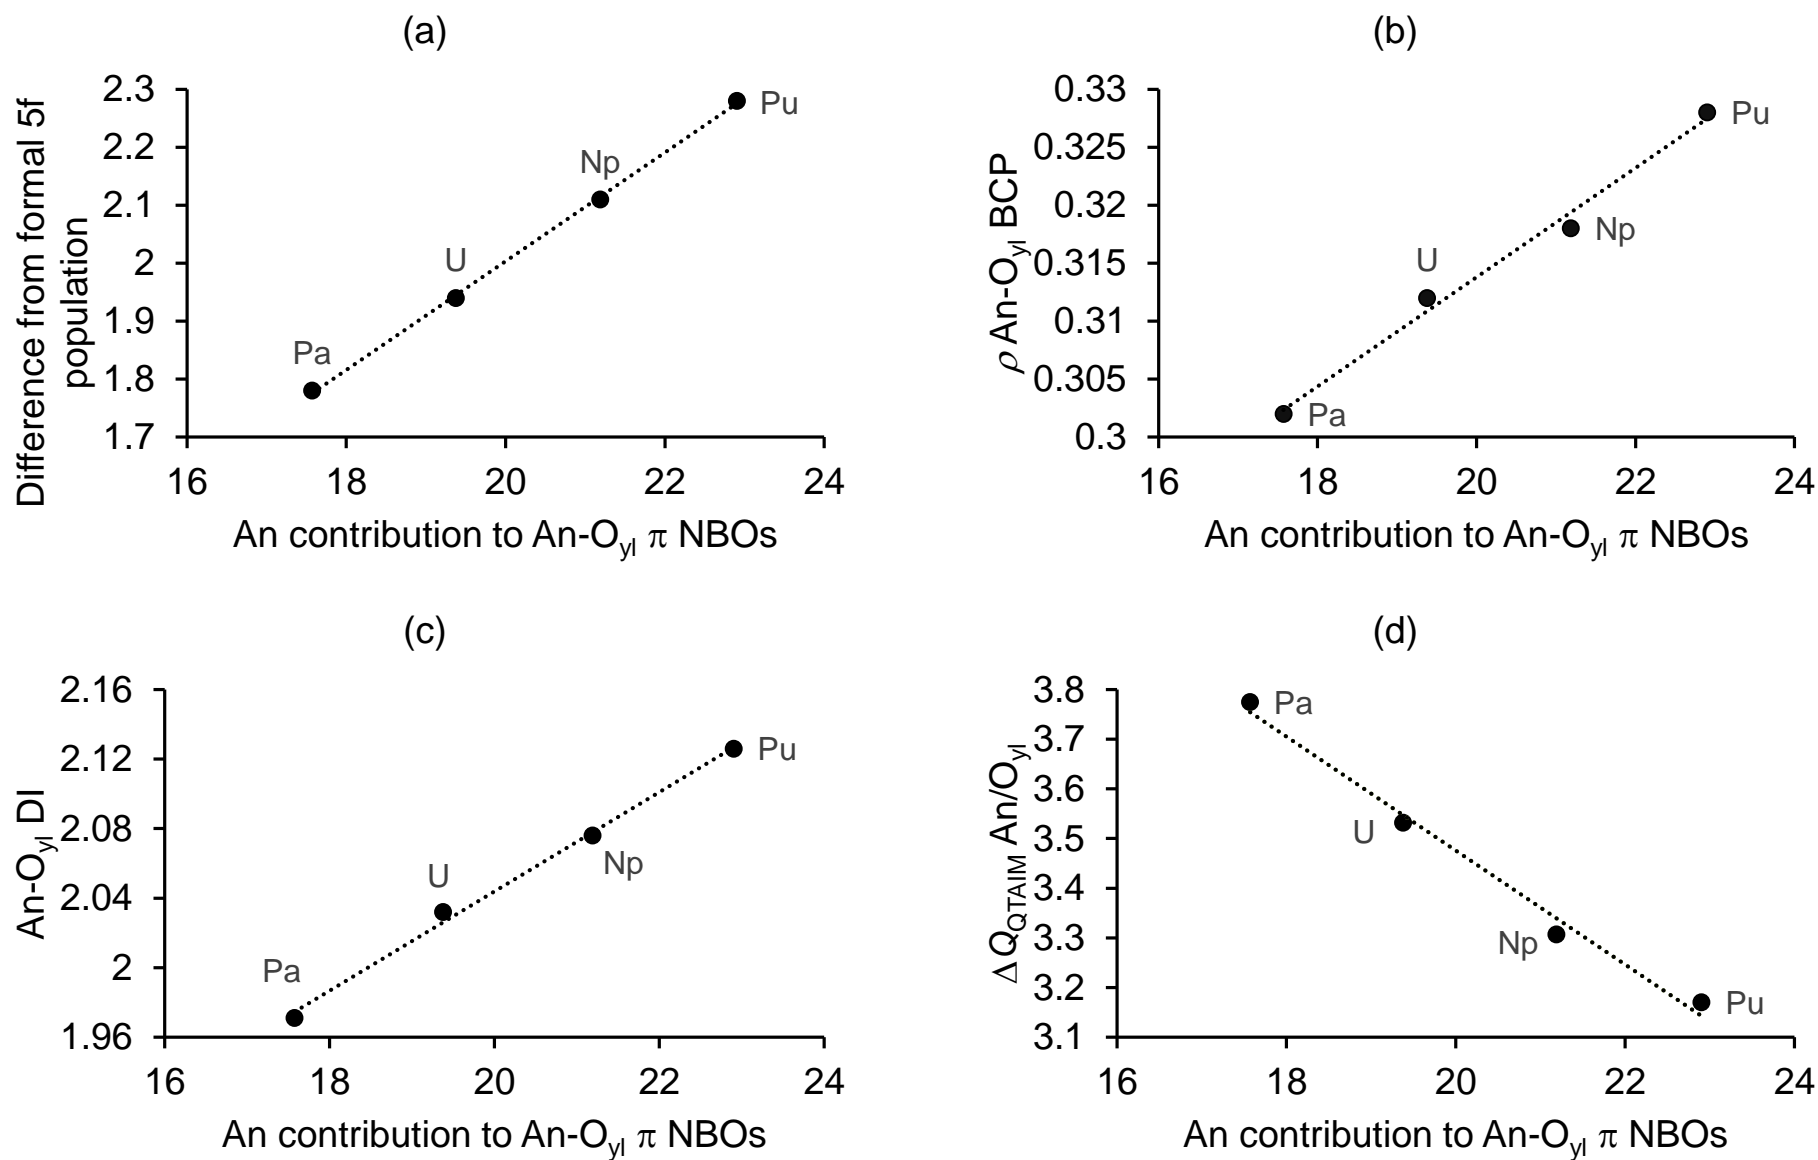 (a)
Difference from formal 5f
population
2.3
2.2
2.1
2
1.9
1.8
1.7
Pa
U
Np
Pu
16 18 20 22 24
An contribution to An-Oyl π NBOs
(b)
ρ An-Oyl BCP
0.33
0.325
0.32
0.315
0.31
0.305
0.3
Pa
U
Np
Pu
16 18 20 22 24
An contribution to An-Oyl π NBOs
(c)
An-Oyl DI
2.16
2.12
2.08
2.04
2
1.96
Pa
U
Np
Pu
16 18 20 22 24
An contribution to An-Oyl π NBOs
(d)
ΔQQTAIM An/Oyl
3.8
3.7
3.6
3.5
3.4
3.3
3.2
3.1
Pa
U
Np
Pu
16 18 20 22 24
An contribution to An-Oyl π NBOs